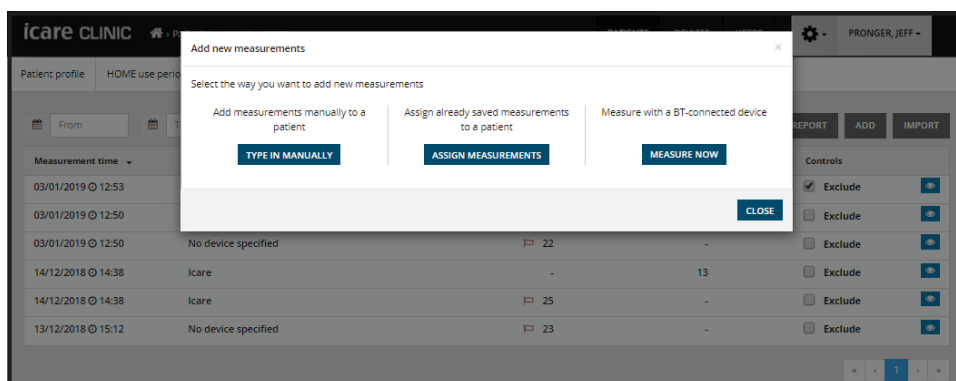 icare CLINIC
PRONGER, JEFF
Add new measurements
×
Patient profile
HOME use perio
Select the way you want to add new measurements
Add measurements manually to a patient
Assign already saved measurements to a patient
Measure with a BT-connected device
TYPE IN MANUALLY
ASSIGN MEASUREMENTS
MEASURE NOW
CLOSE
From
REPORT
ADD
IMPORT
Measurement time
Controls
03/01/2019 12:53
Exclude
03/01/2019 12:50
Exclude
03/01/2019 12:50 No device specified 22 - Exclude
14/12/2018 14:38 Icare - 13 Exclude
14/12/2018 14:38 Icare 25 - Exclude
13/12/2018 15:12 No device specified 23 - Exclude
« ‹ 1 › »